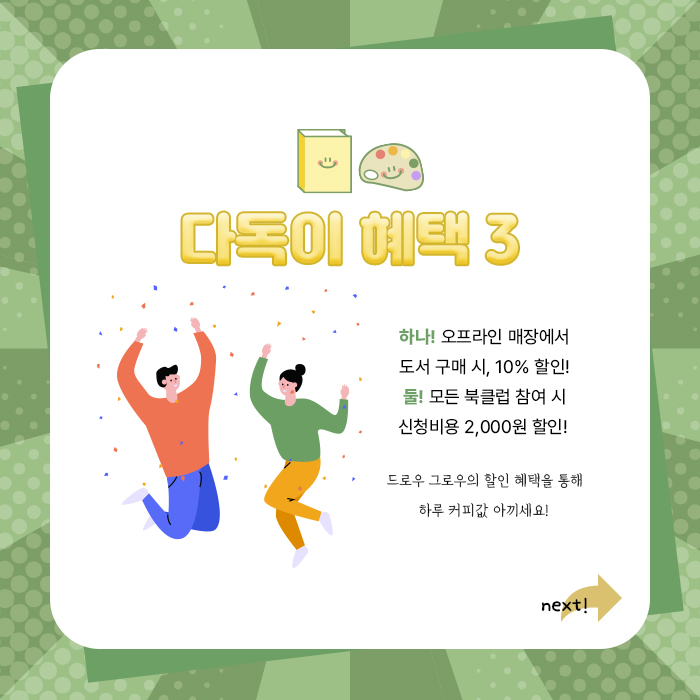 다독이 혜택 3
하나! 오프라인 매장에서
도서 구매 시, 10% 할인!
둘! 모든 북클럽 참여 시
신청비용 2,000원 할인!
드로우 그로우의 할인 혜택을 통해
하루 커피값 아끼세요!
next!